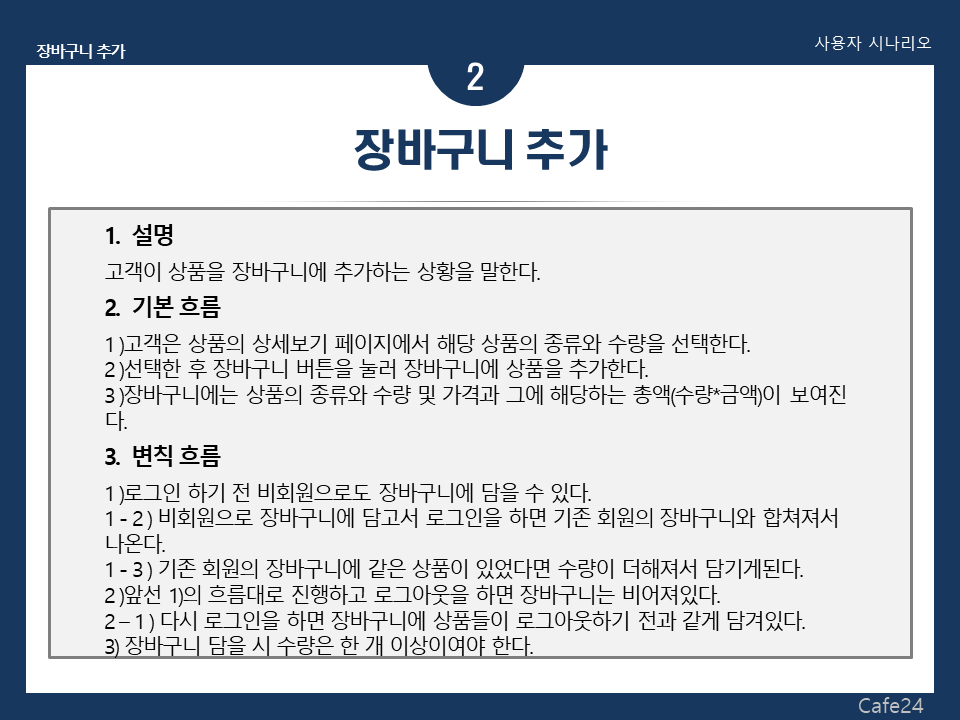 장바구니 추가
사용자 시나리오
2
장바구니 추가
1. 설명
고객이 상품을 장바구니에 추가하는 상황을 말한다.
2. 기본 흐름
1 )고객은 상품의 상세보기 페이지에서 해당 상품의 종류와 수량을 선택한다.
2 )선택한 후 장바구니 버튼을 눌러 장바구니에 상품을 추가한다.
3 )장바구니에는 상품의 종류와 수량 및 가격과 그에 해당하는 총액(수량*금액)이 보여진
다.
3. 변칙 흐름
1 )로그인 하기 전 비회원으로도 장바구니에 담을 수 있다.
1 - 2 ) 비회원으로 장바구니에 담고서 로그인을 하면 기존 회원의 장바구니와 합쳐져서
나온다.
1 - 3 ) 기존 회원의 장바구니에 같은 상품이 있었다면 수량이 더해져서 담기게된다.
2 )앞선 1)의 흐름대로 진행하고 로그아웃을 하면 장바구니는 비어져있다.
2 – 1 ) 다시 로그인을 하면 장바구니에 상품들이 로그아웃하기 전과 같게 담겨있다.
3) 장바구니 담을 시 수량은 한 개 이상이여야 한다.
Cafe24